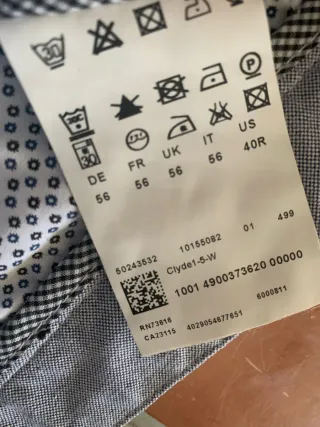 30
P
30C
30
DE FR UK IT US
56 56 56 56 40R
50243532 10155082 01 499
Clyde1-5-W
1001 4900373620 00000
RN73816
CA23115 4029054877651 6000811